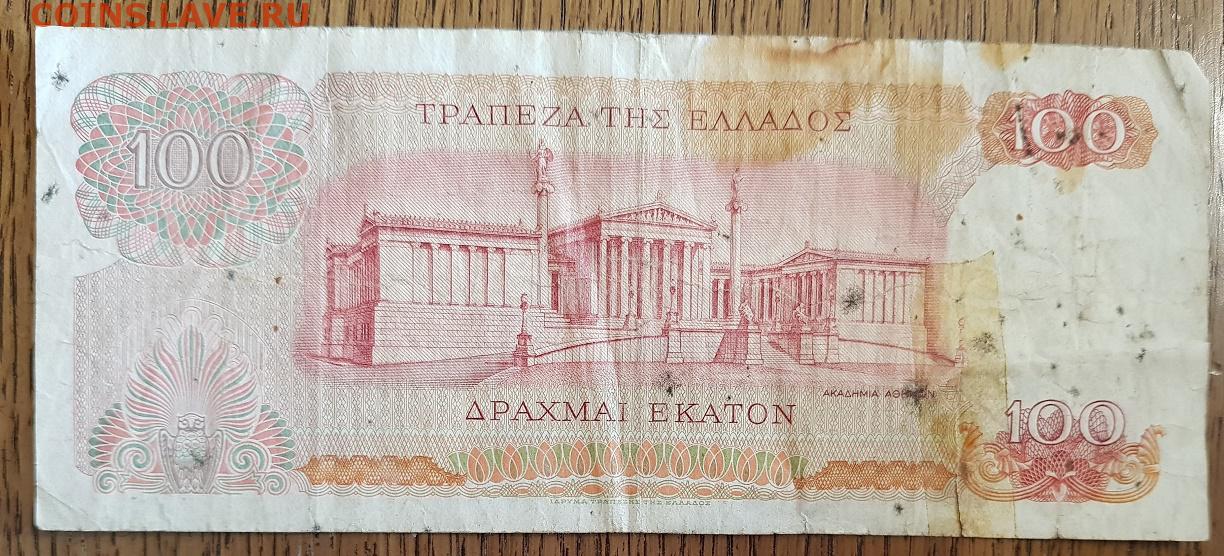 COINS.LAVE.RU
100
ΤΡΑΠΕΖΑ ΤΗΣ ΕΛΛΑΔΟΣ
100
ΑΚΑΔΗΜΙΑ ΑΘΗΝΩΝ
ΔΡΑΧΜΑΙ ΕΚΑΤΟΝ
100
ΙΔΡΥΜΑ ΤΡΑΠΕΖΗΣ ΤΗΣ ΕΛΛΑΔΟΣ